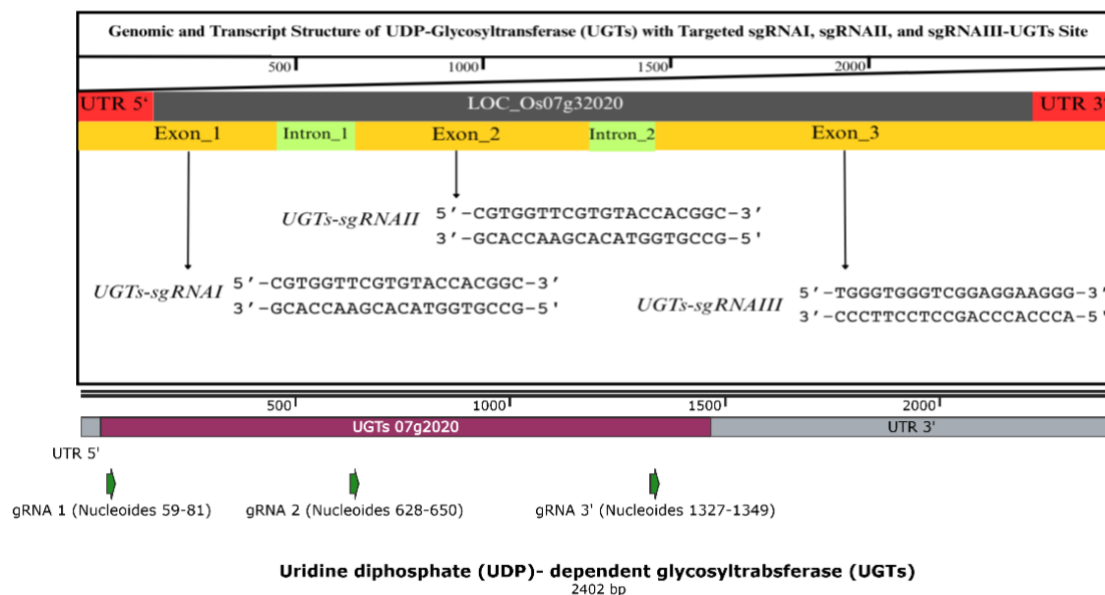 Genomic and Transcript Structure of UDP-Glycosyltransferase (UGTs) with Targeted sgRNAI, sgRNAII, and sgRNAIII-UGTs Site
500 1000 1500 2000
UTR 5‘ LOC_Os07g32020 UTR 3'
Exon_1 Intron_1 Exon_2 Intron_2 Exon_3
UGTs-sgRNAII 5′-CGTGGTTCGTGTACCACGGC-3′
3′-GCACCAAGCACATGGTGCCG-5'
UGTs-sgRNAI 5′-CGTGGTTCGTGTACCACGGC-3′
3′-GCACCAAGCACATGGTGCCG-5'
UGTs-sgRNAIII 5′-TGGGTGGGTCGGAGGAAGGG-3′
3′-CCCTTCCTCCGACCCACCCA-5'
500 1000 1500 2000
UGTs 07g2020 UTR 3'
UTR 5'
gRNA 1 (Nucleoides 59-81) gRNA 2 (Nucleoides 628-650) gRNA 3' (Nucleoides 1327-1349)
Uridine diphosphate (UDP)- dependent glycosyltrabsferase (UGTs)
2402 bp